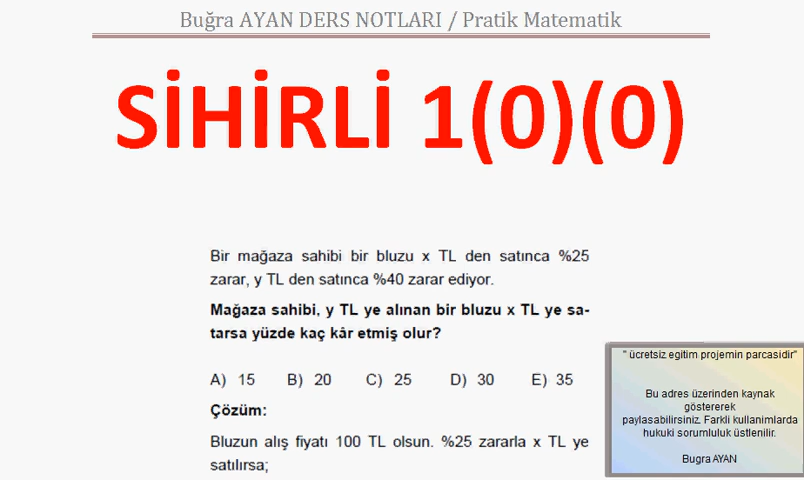 Buğra AYAN DERS NOTLARI / Pratik Matematik
SİHİRLİ 1(0)(0)
Bir mağaza sahibi bir bluzu x TL den satınca %25
zarar, y TL den satınca %40 zarar ediyor.
Mağaza sahibi, y TL ye alınan bir bluzu x TL ye sa-
tarsa yüzde kaç kâr etmiş olur?
A) 15 B) 20 C) 25 D) 30 E) 35
Çözüm:
Bluzun alış fiyatı 100 TL olsun. %25 zararla x TL ye
satılırsa;
" ücretsiz egitim projemin parcasidir"
Bu adres üzerinden kaynak
göstererek
paylasabilirsiniz. Farkli kullanimlarda
hukuki sorumluluk üstlenilir.
Bugra AYAN